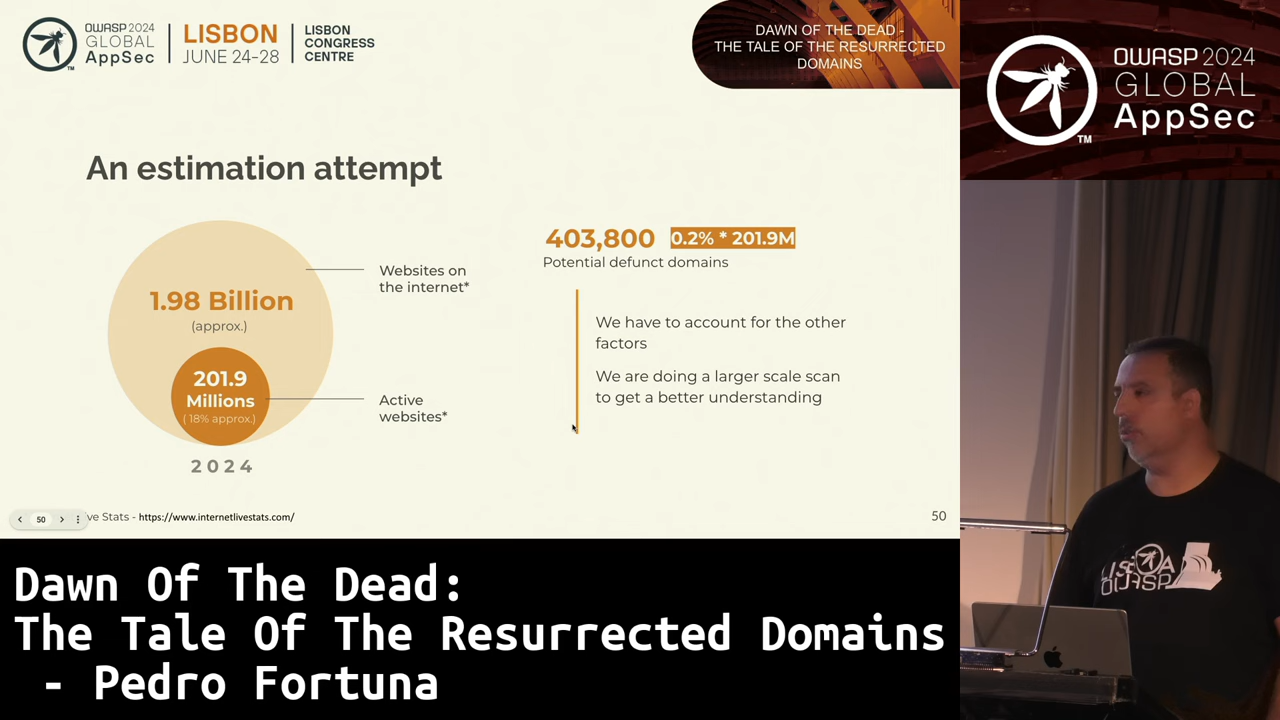 OWASP 2024
GLOBAL
AppSec
TM
LISBON
JUNE 24-28
LISBON
CONGRESS
CENTRE
DAWN OF THE DEAD -
THE TALE OF THE RESURRECTED
DOMAINS
OWASP 2024
GLOBAL
AppSec
TM
An estimation attempt
1.98 Billion
(approx.)
201.9
Millions
( 18% approx.)
2024
Websites on
the internet*
Active
websites*
403,800 0.2% * 201.9M
Potential defunct domains
We have to account for the other
factors
We are doing a larger scale scan
to get a better understanding
50
ve Stats - https://www.internetlivestats.com/
50
LISBOA
OWASP
Dawn Of The Dead:
The Tale Of The Resurrected Domains
- Pedro Fortuna